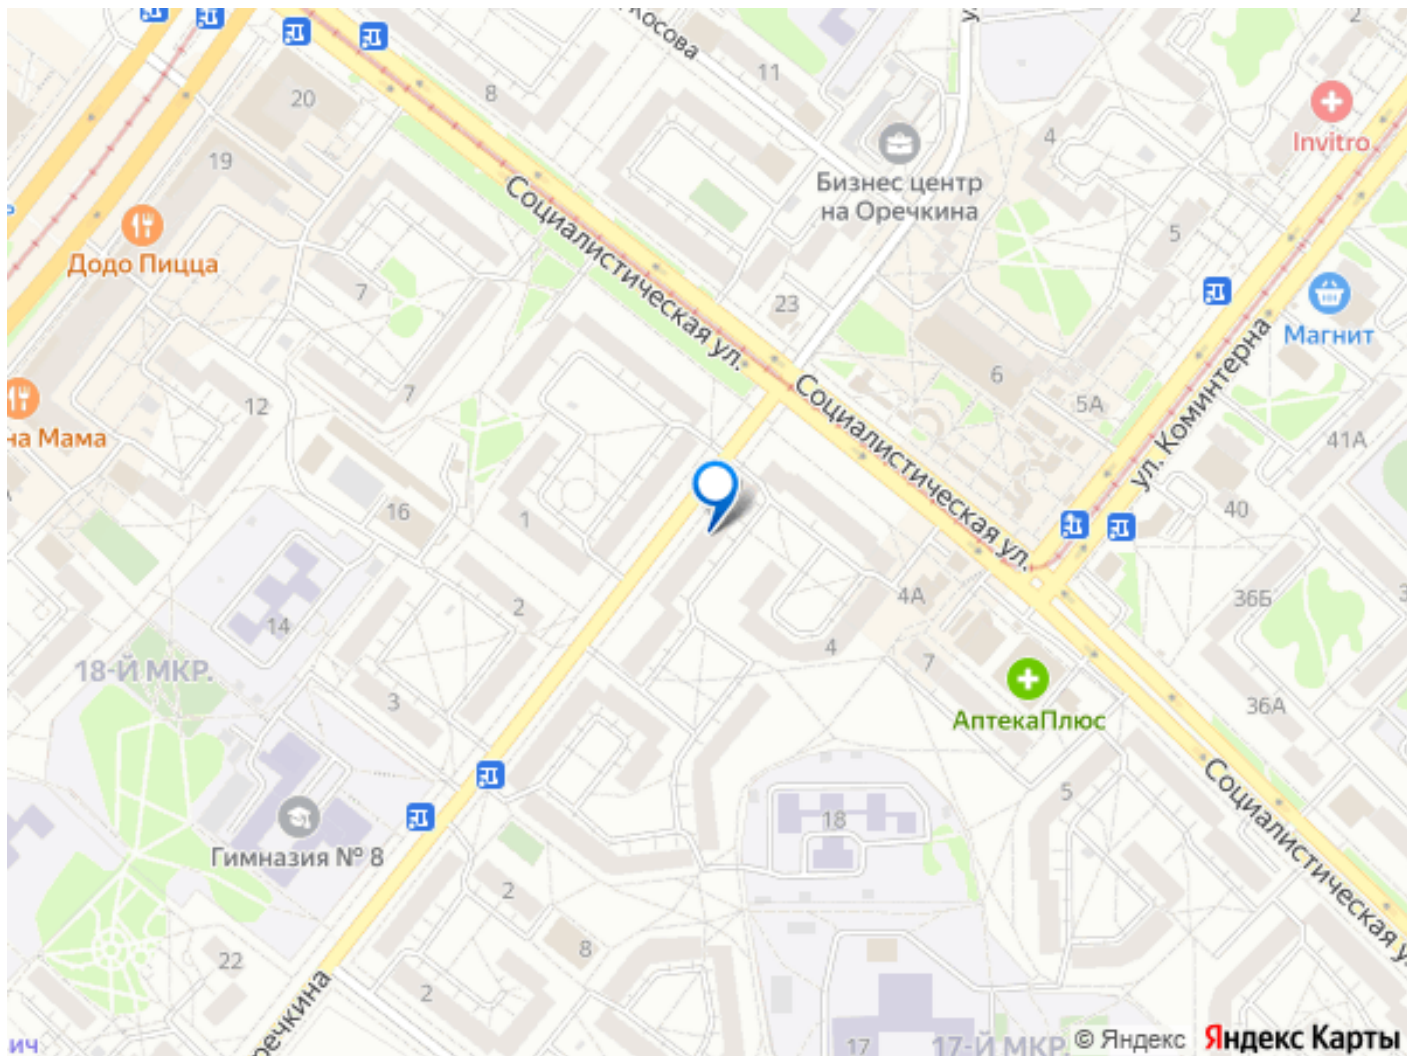 Косова
11
8
20
4
Invitro
19
Бизнес центр
на Оречкина
Социалистическая ул.
5
Додо Пицца
7
23
Магнит
ул. Коминтерна
6
7
Социалистическая ул.
5А
12
на Мама
41А
16
1
40
4А
36Б
2
14
4
7
18-Й МКР.
3
АптекаПлюс
36А
Социалистическая у
5
18
Гимназия № 8
2
8
22
2
ечкина
ич
17
17-Й МКР
© Яндекс
Яндекс Карты